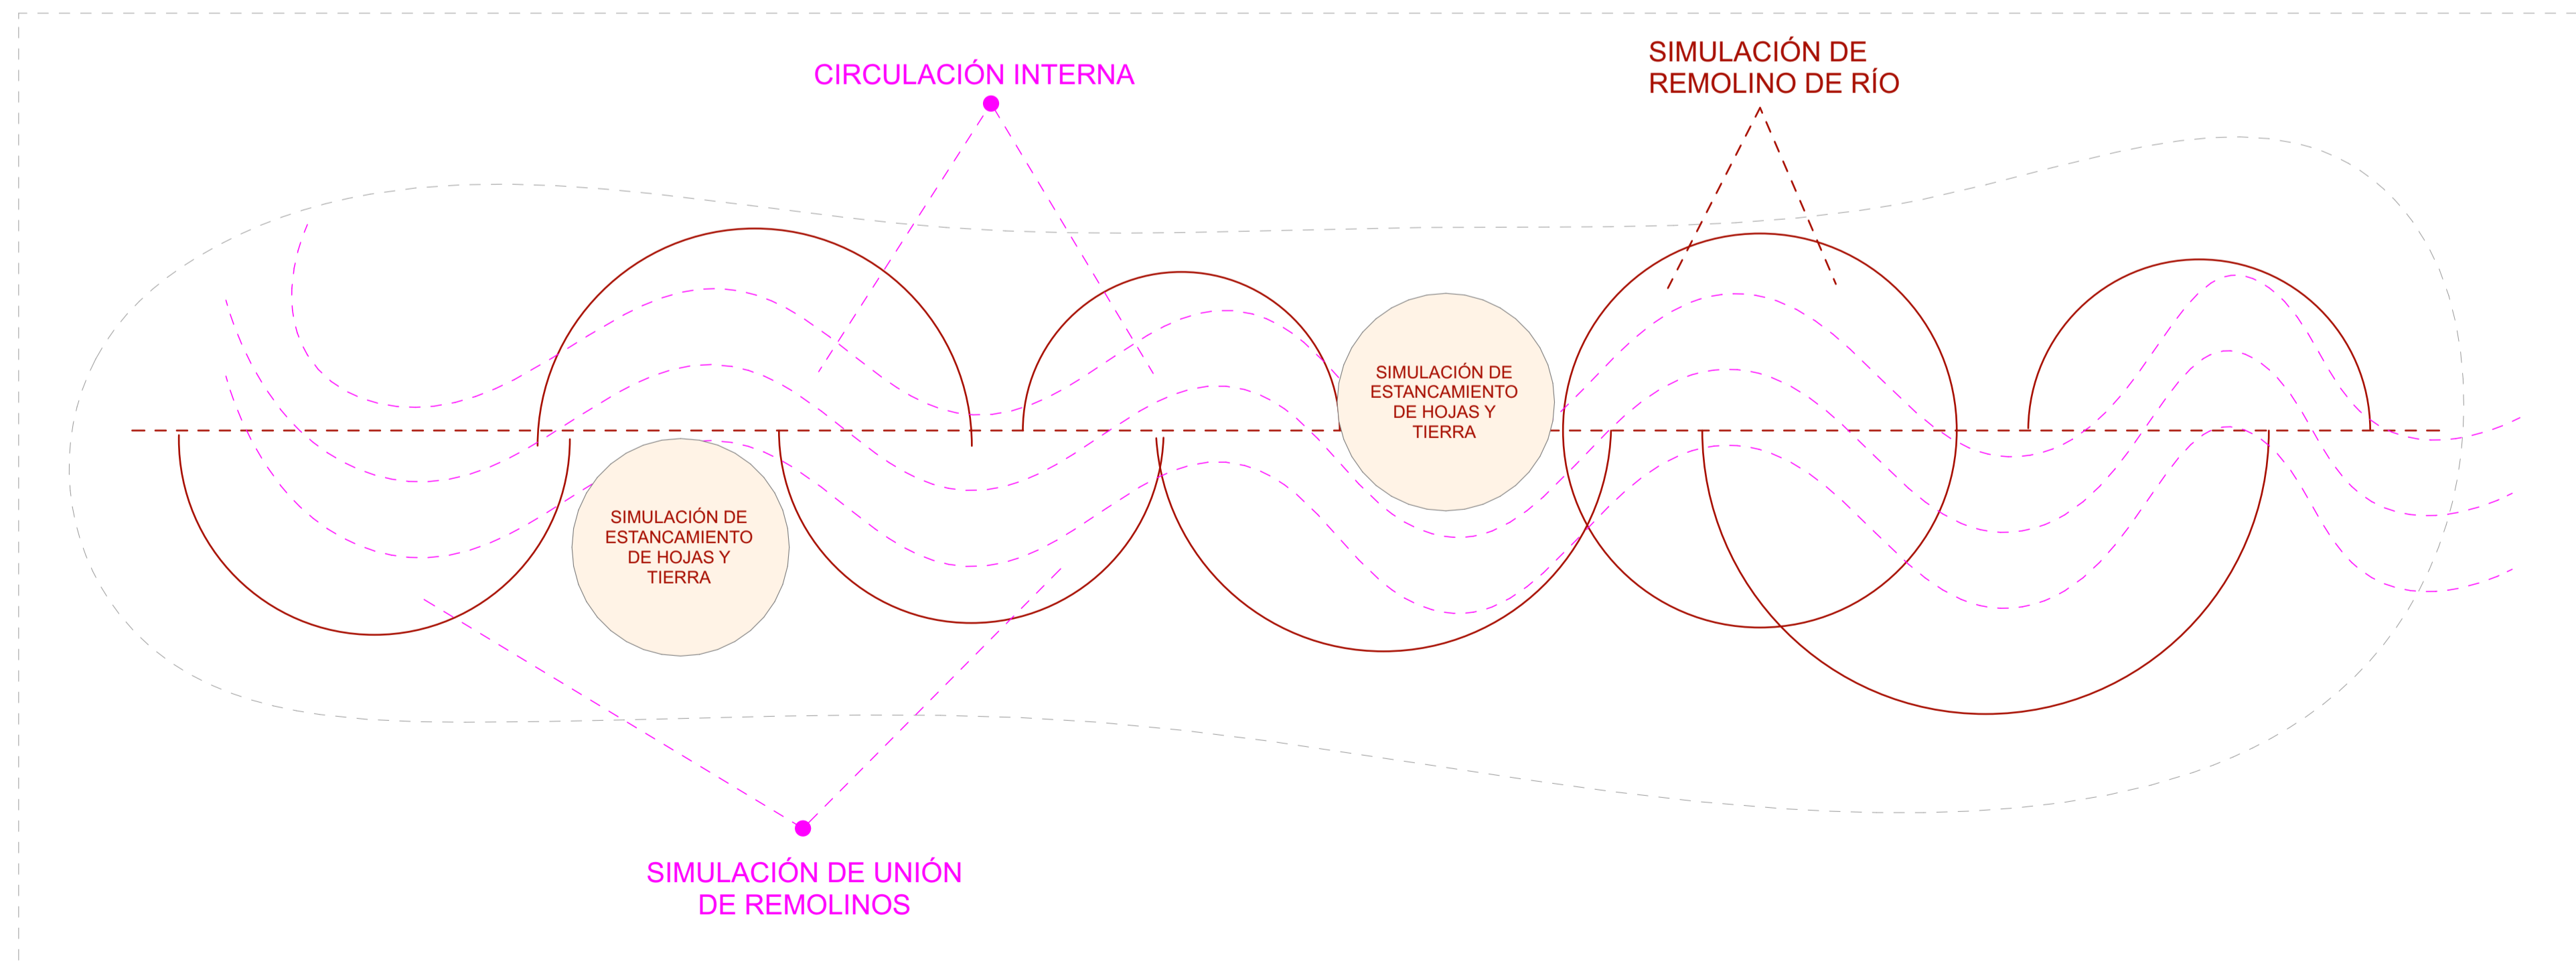 CIRCULACIÓN INTERNA
SIMULACIÓN DE
REMOLINO DE RÍO
SIMULACIÓN DE
ESTANCAMIENTO
DE HOJAS Y
TIERRA
SIMULACIÓN DE
ESTANCAMIENTO
DE HOJAS Y
TIERRA
SIMULACIÓN DE UNIÓN
DE REMOLINOS